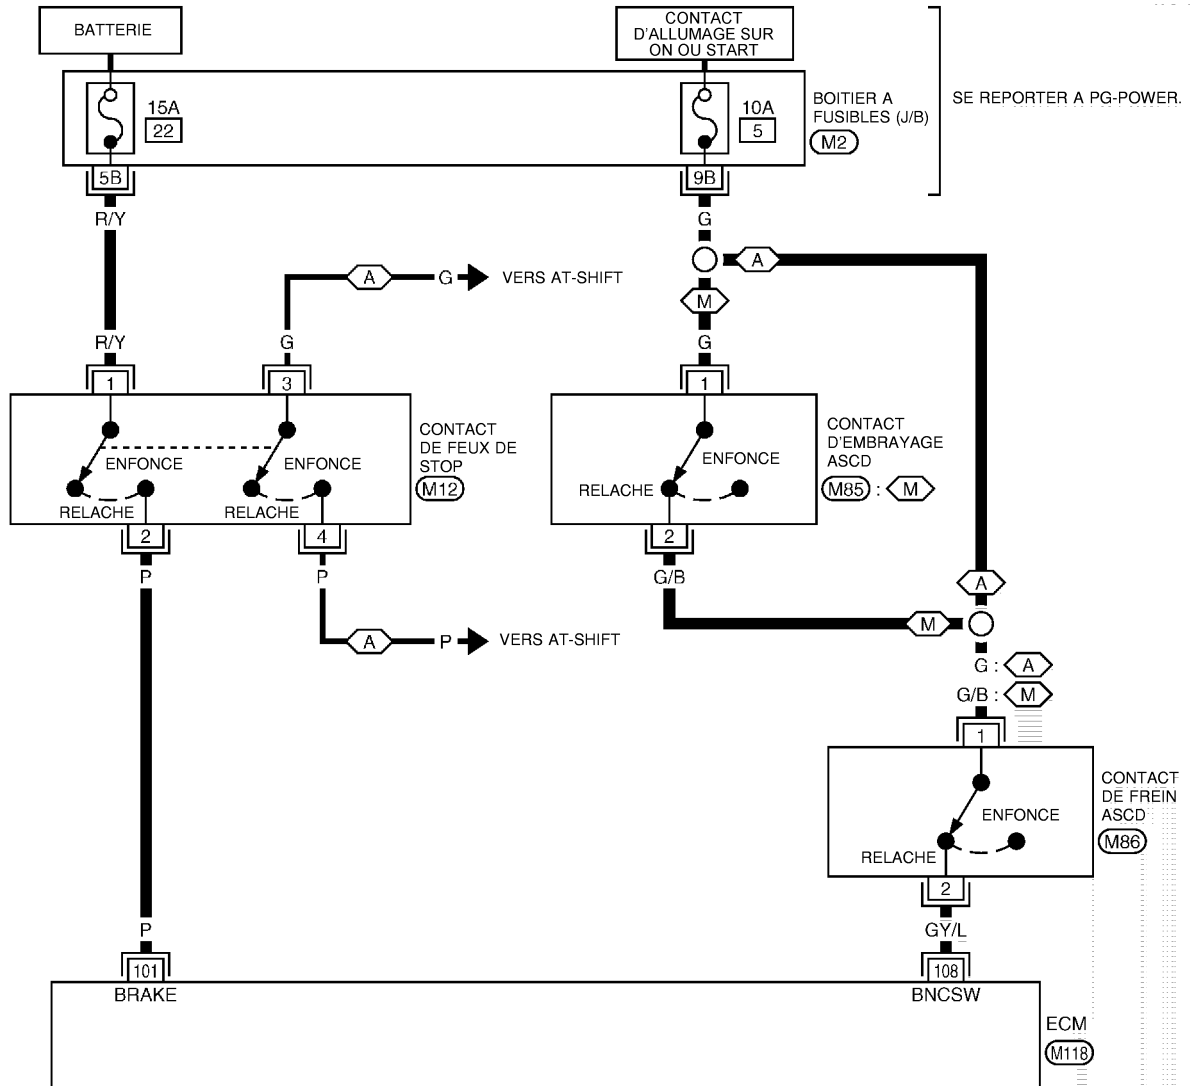 BATTERIE
CONTACT
D'ALLUMAGE SUR
ON OU START
15A
22
10A
5
BOITIER A
FUSIBLES (J/B)
M2
SE REPORTER A PG-POWER.
5B
9B
R/Y
G
A
A
G
VERS AT-SHIFT
M
R/Y
G
G
1
3
1
ENFONCE
ENFONCE
RELACHE
RELACHE
CONTACT
DE FEUX DE
STOP
M12
ENFONCE
RELACHE
CONTACT
D'EMBRAYAGE
ASCD
M85 : M
2
4
2
P
P
G/B
A
M
A
P
VERS AT-SHIFT
G : A
G/B : M
1
ENFONCE
RELACHE
CONTACT
DE FREIN
ASCD
M86
2
P
GY/L
101
108
BRAKE
BNCSW
ECM
M118